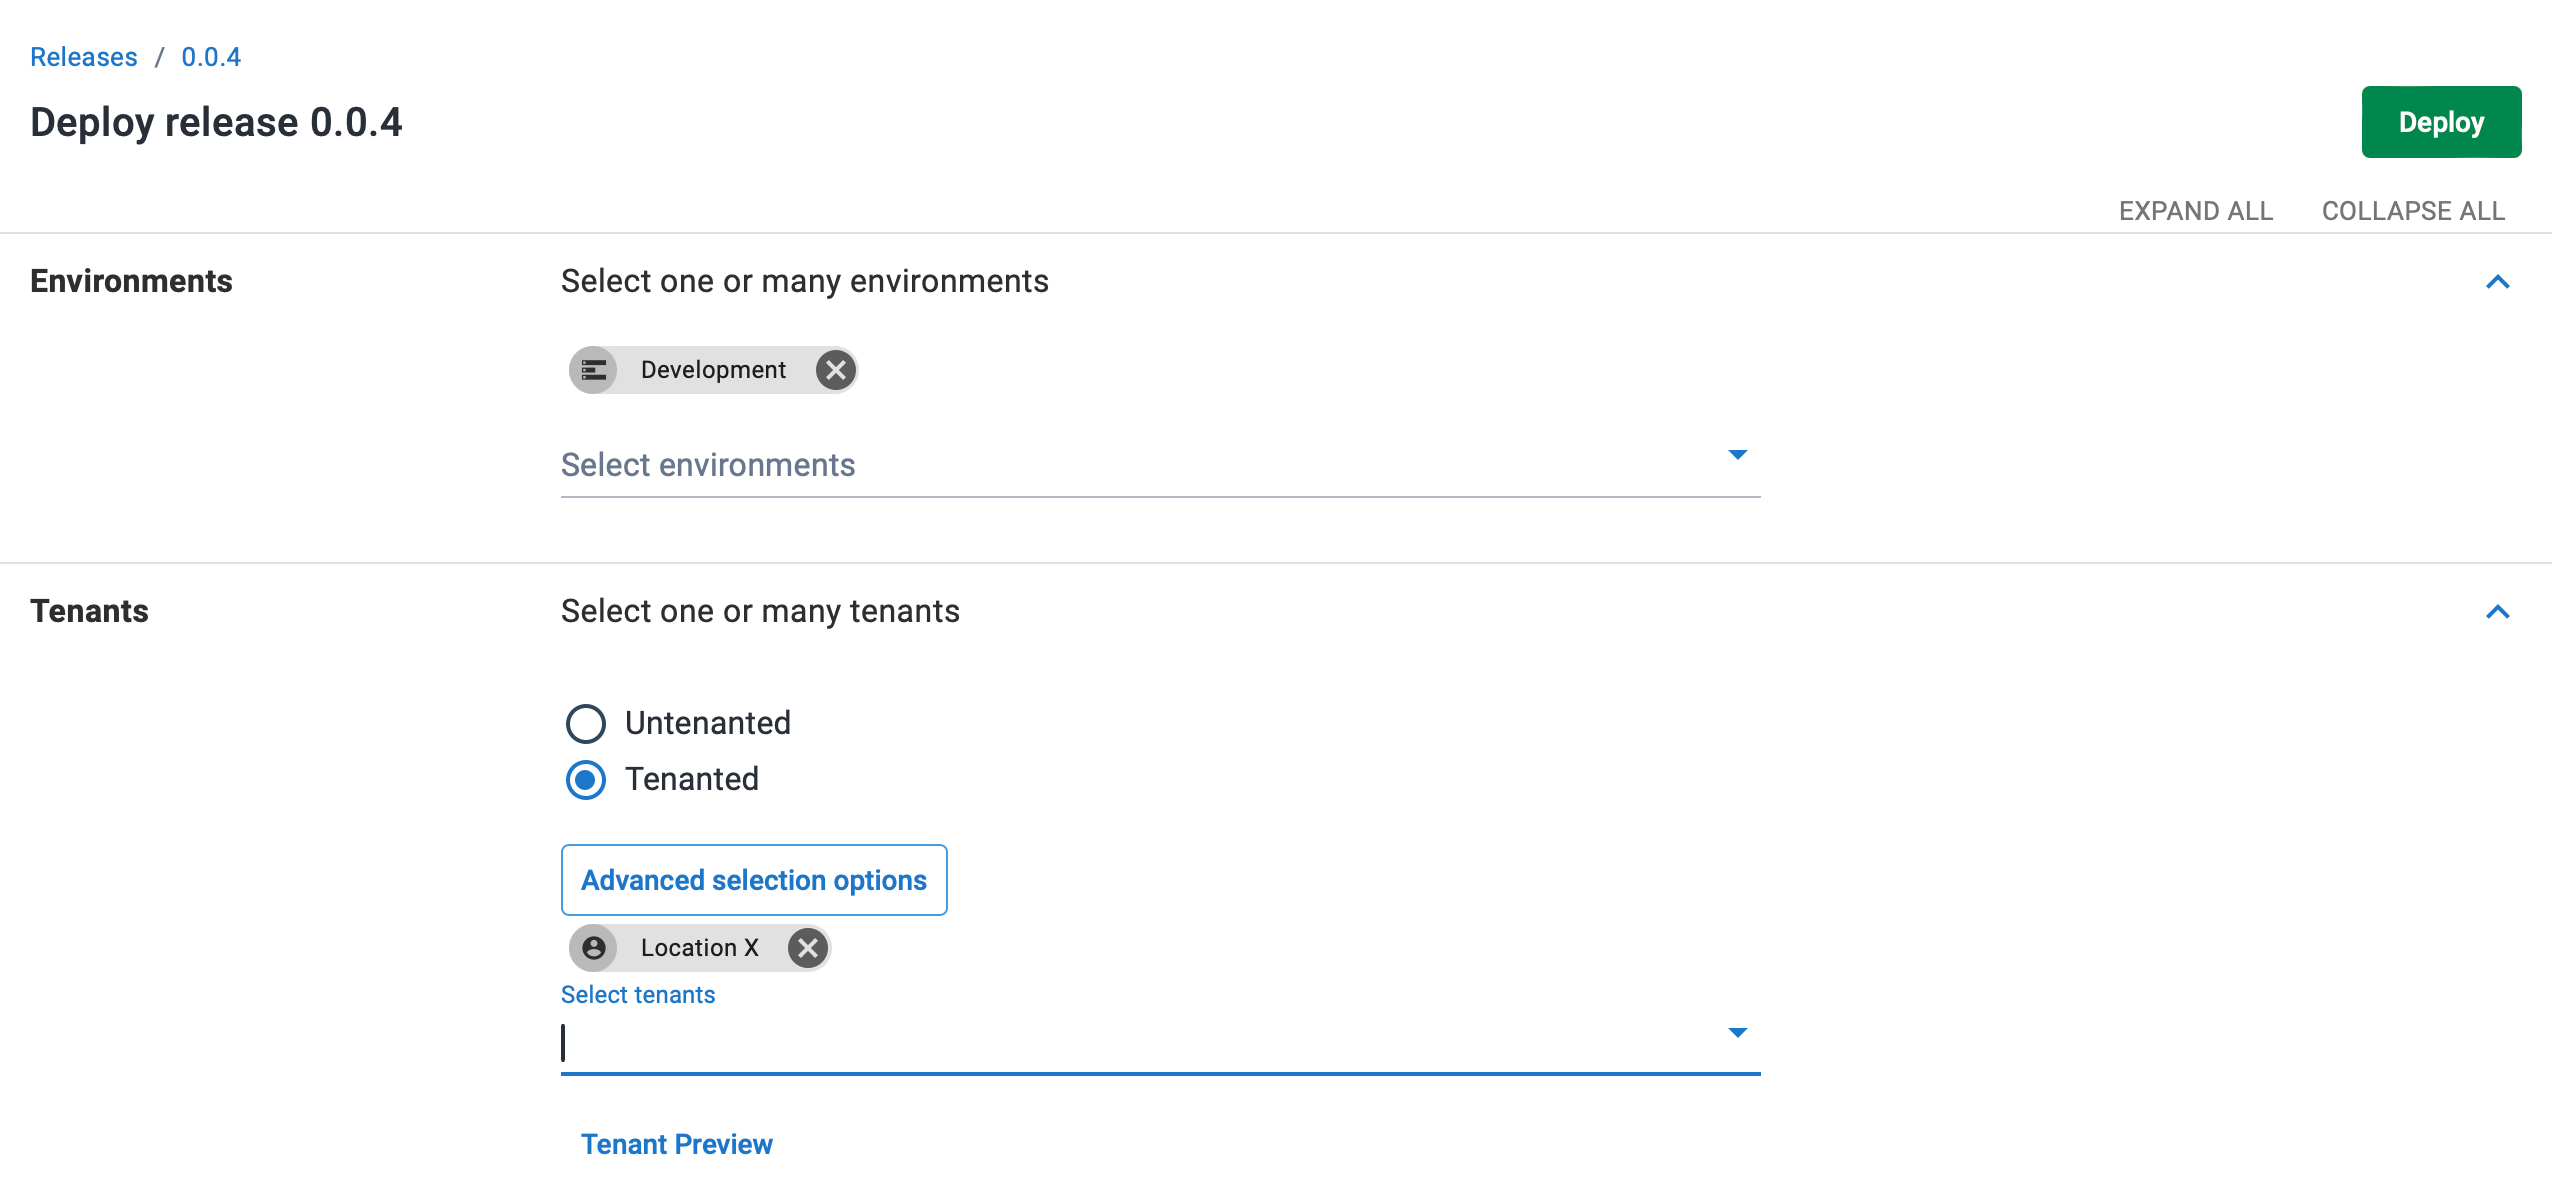 Releases / 0.0.4
Deploy release 0.0.4
Deploy
EXPAND ALL COLLAPSE ALL
Environments
Select one or many environments
Development
Select environments
Tenants
Select one or many tenants
Untenanted
Tenanted
Advanced selection options
Location X
Select tenants
Tenant Preview